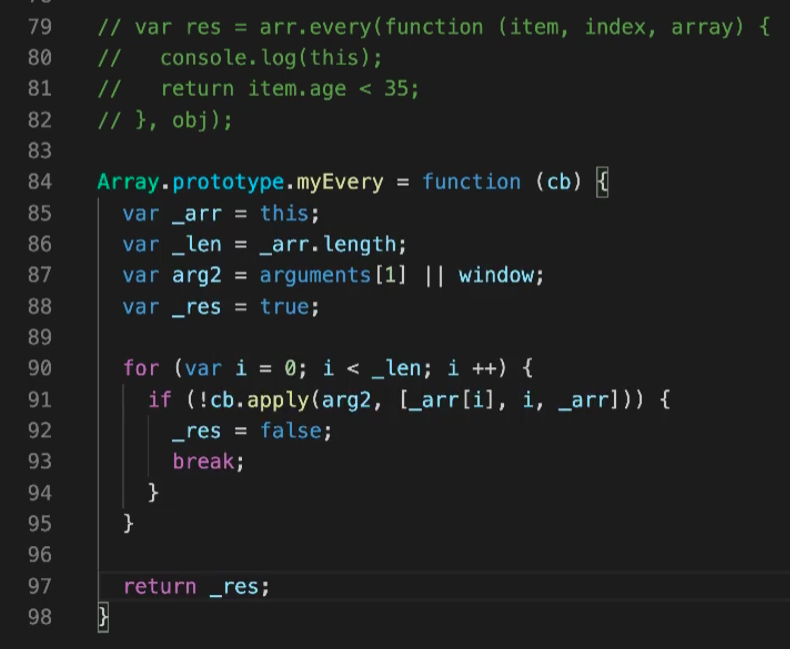 79 // var res = arr.every(function (item, index, array) {
80 //   console.log(this);
81 //   return item.age < 35;
82 // }, obj);
83
84 Array.prototype.myEvery = function (cb) {
85   var _arr = this;
86   var _len = _arr.length;
87   var arg2 = arguments[1] || window;
88   var _res = true;
89
90   for (var i = 0; i < _len; i ++) {
91     if (!cb.apply(arg2, [_arr[i], i, _arr])) {
92       _res = false;
93       break;
94     }
95   }
96
97   return _res;
98 }